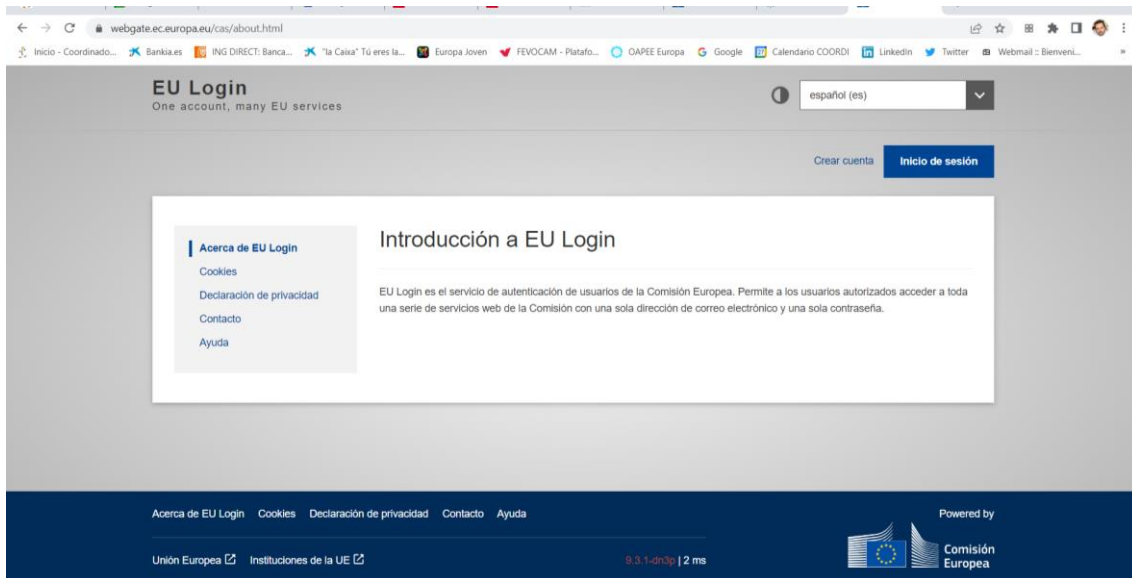 webgate.ec.europa.eu/cas/about.html
Inicio - Coordinado... Bankia.es ING DIRECT: Banca... "la Caixa" Tú eres la... Europa Joven FEVOCAM - Platafo... OAPEE Europa Google Calendario COORDI LinkedIn Twitter Webmail :: Bienveni... »
EU Login
One account, many EU services
español (es)
Crear cuenta Inicio de sesión
Acerca de EU Login
Cookies
Declaración de privacidad
Contacto
Ayuda
Introducción a EU Login
EU Login es el servicio de autenticación de usuarios de la Comisión Europea. Permite a los usuarios autorizados acceder a toda
una serie de servicios web de la Comisión con una sola dirección de correo electrónico y una sola contraseña.
Acerca de EU Login Cookies Declaración de privacidad Contacto Ayuda
Powered by
Unión Europea Instituciones de la UE
9.3.1-dn3p | 2 ms
Comisión
Europea